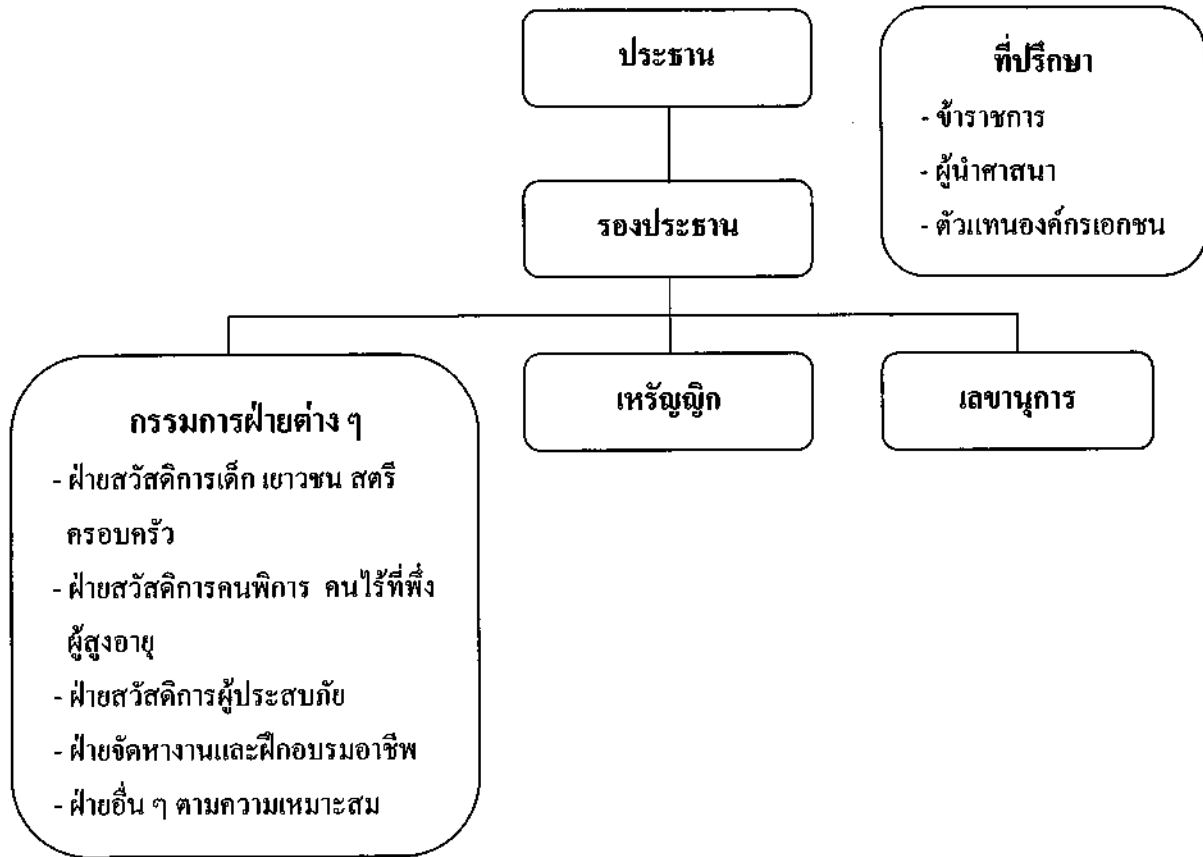 ประธาน
ที่ปรึกษา
- ข้าราชการ
- ผู้นำศาสนา
- ตัวแทนองค์กรเอกชน
รองประธาน
กรรมการฝ่ายต่าง ๆ
- ฝ่ายสวัสดิการเด็ก เยาวชน สตรี
ครอบครัว
- ฝ่ายสวัสดิการคนพิการ คนไร้ที่พึ่ง
ผู้สูงอายุ
- ฝ่ายสวัสดิการผู้ประสบภัย
- ฝ่ายจัดหางานและฝึกอบรมอาชีพ
- ฝ่ายอื่น ๆ ตามความเหมาะสม
เหรัญญิก
เลขานุการ